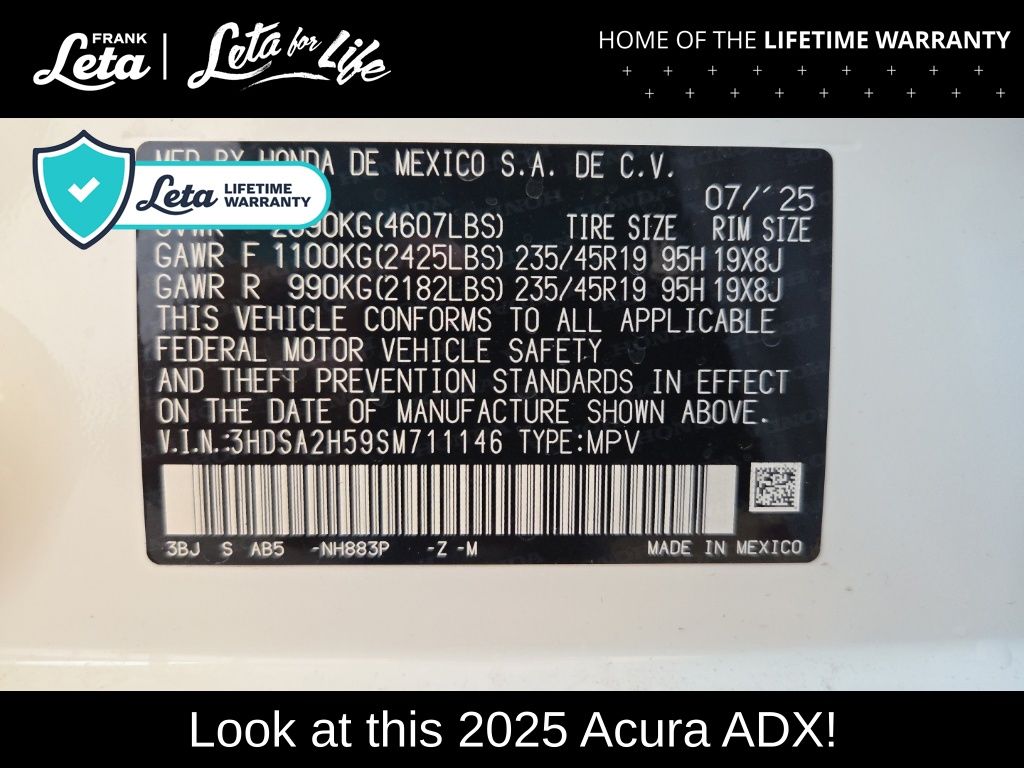 FRANK
Leta
Leta for Life
HOME OF THE LIFETIME WARRANTY
MFD BY HONDA DE MEXICO S.A. DE C.V.
Leta LIFETIME
WARRANTY
07/'25
GVWR 2090KG(4607LBS) TIRE SIZE RIM SIZE
GAWR F 1100KG(2425LBS) 235/45R19 95H 19X8J
GAWR R 990KG(2182LBS) 235/45R19 95H 19X8J
THIS VEHICLE CONFORMS TO ALL APPLICABLE
FEDERAL MOTOR VEHICLE SAFETY
AND THEFT PREVENTION STANDARDS IN EFFECT
ON THE DATE OF MANUFACTURE SHOWN ABOVE.
V.I.N.:3HDSA2H59SM711146 TYPE:MPV
3BJ S AB5 -NH883P -Z -M MADE IN MEXICO
Look at this 2025 Acura ADX!